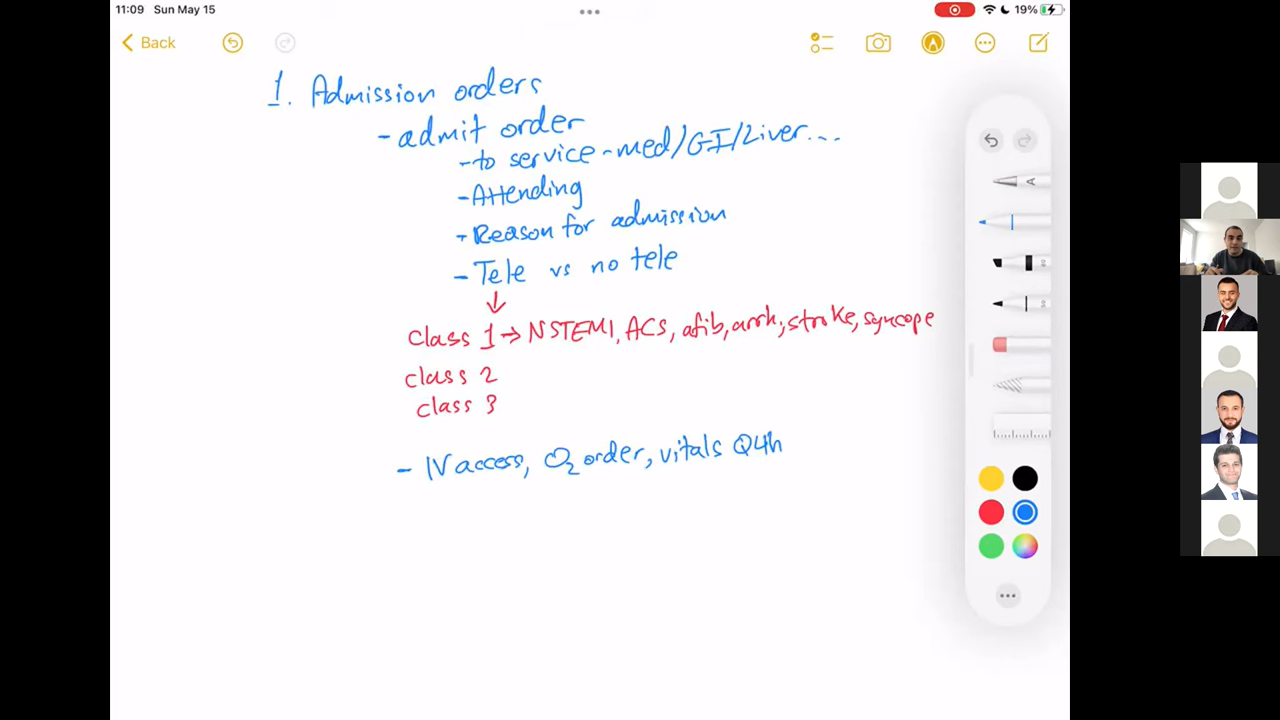 11:09 Sun May 15
19%
Back
1. Admission orders
- admit order
- to service - med/GI/Liver...
- Attending
- Reason for admission
- Tele vs no tele
class 1 → NSTEMI, ACS, afib, arrh, stroke, syncope
class 2
class 3
- IV access, O2 order, vitals Q4h